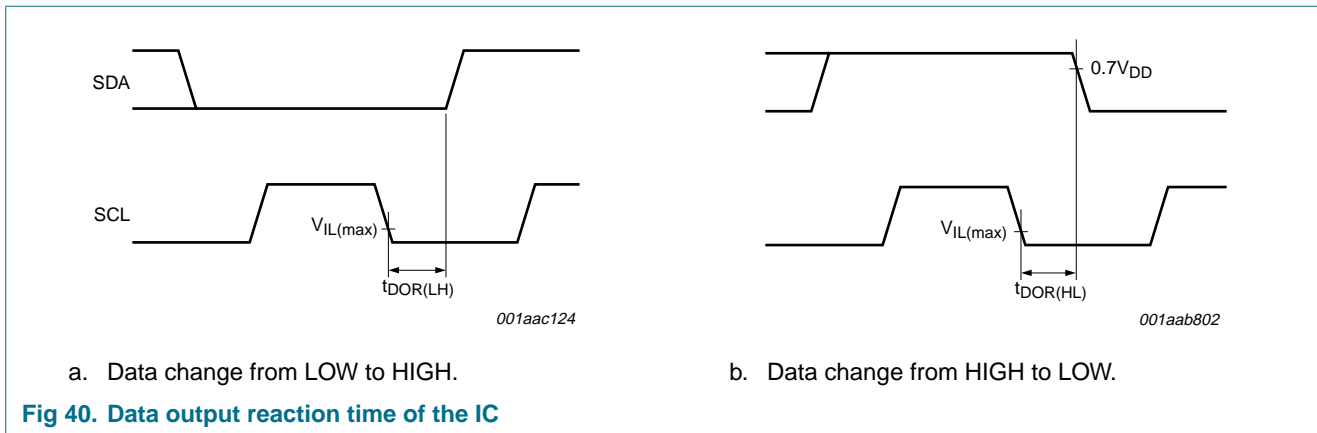 SDA
SCL
VIL(max)
tDOR(LH)
001aac124
a. Data change from LOW to HIGH.
0.7VDD
VIL(max)
tDOR(HL)
001aab802
b. Data change from HIGH to LOW.
Fig 40. Data output reaction time of the IC